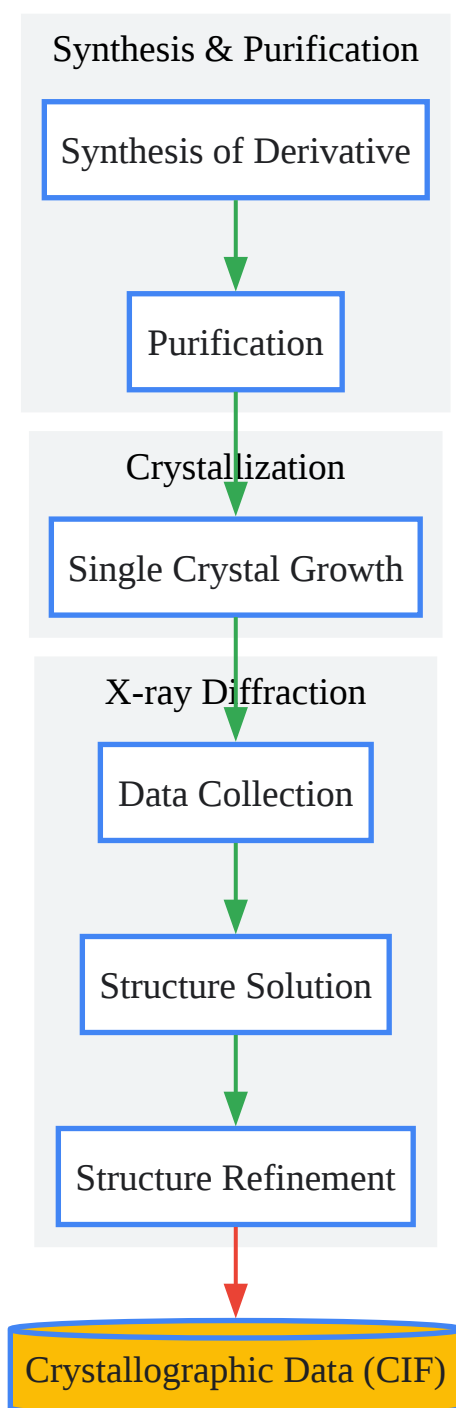 Synthesis & Purification
Synthesis of Derivative
Purification
Crystallization
Single Crystal Growth
X-ray Diffraction
Data Collection
Structure Solution
Structure Refinement
Crystallographic Data (CIF)